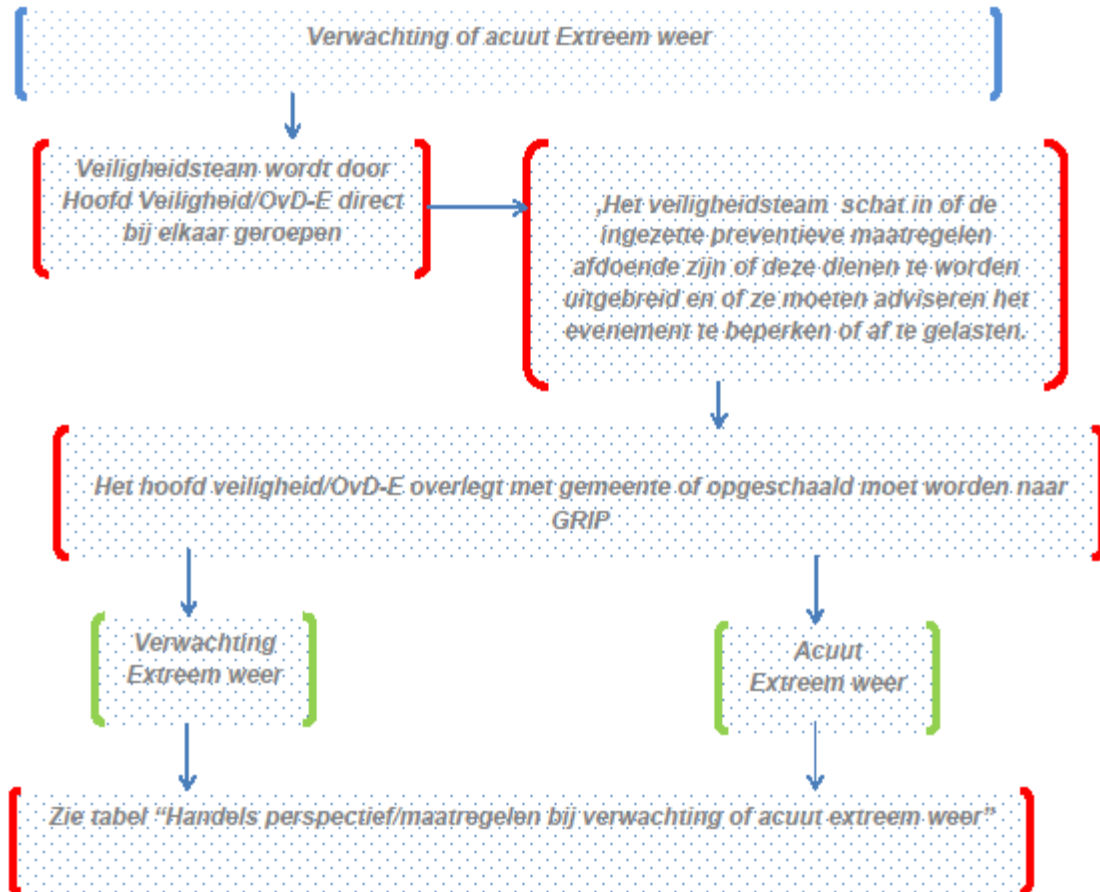 Verwachting of acuut Extreem weer
Veiligheidsteam wordt door
Hoofd Veiligheid/OvD-E direct
bij elkaar geroepen
,Het veiligheidsteam schat in of de
ingezette preventieve maatregelen
afdoende zijn of deze dienen te worden
uitgebreid en of ze moeten adviseren het
evenement te beperken of af te gelasten.
Het hoofd veiligheid/OvD-E overlegt met gemeente of opgeschaald moet worden naar
GRIP
Verwachting
Extreem weer
Acuut
Extreem weer
Zie tabel “Handels perspectief/maatregelen bij verwachting of acuut extreem weer”